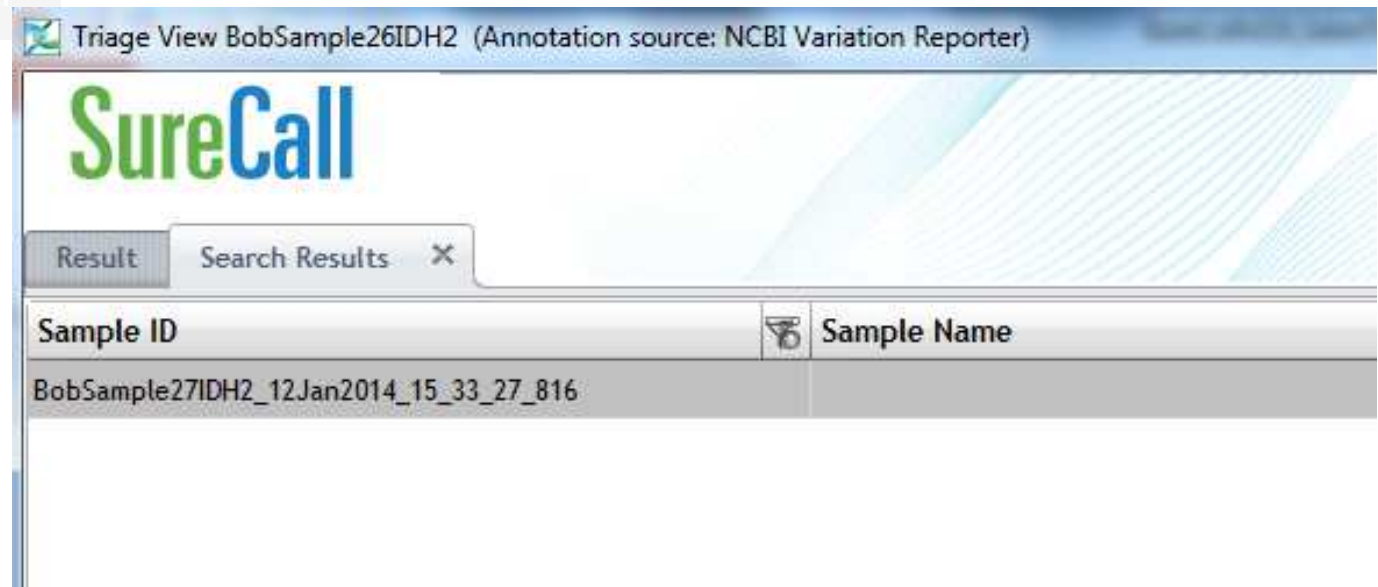 Triage View BobSample26IDH2 (Annotation source: NCBI Variation Reporter)
SureCall
Result Search Results
Sample ID Sample Name
BobSample27IDH2_12Jan2014_15_33_27_816